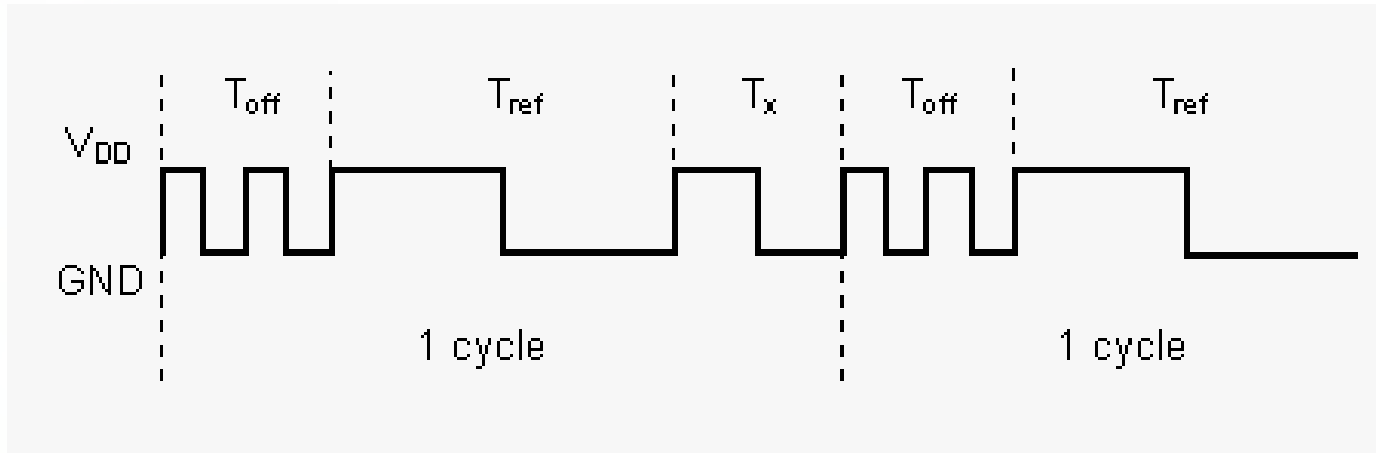 Toff Tref Tx Toff Tref
VDD
GND
1 cycle 1 cycle